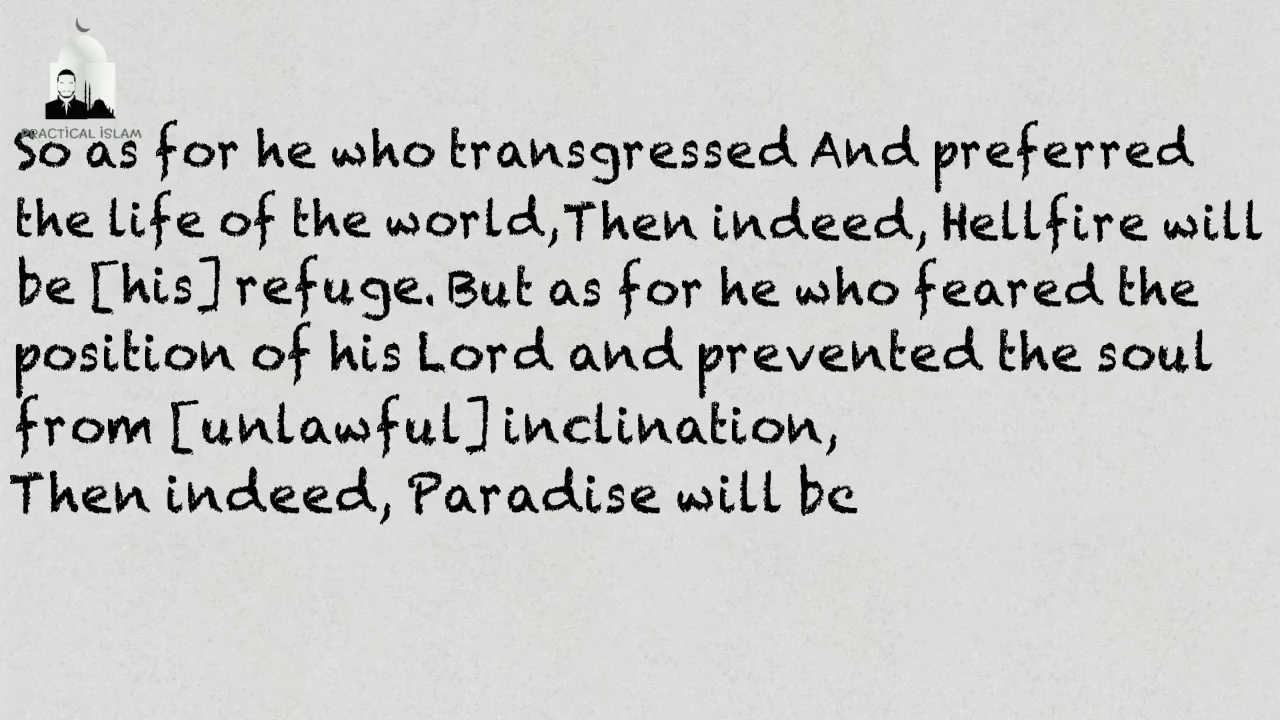 PRACTICAL ISLAM
So as for he who transgressed And preferred
the life of the world,Then indeed, Hellfire will
be [his] refuge. But as for he who feared the
position of his Lord and prevented the soul
from [unlawful] inclination,
Then indeed, Paradise will be